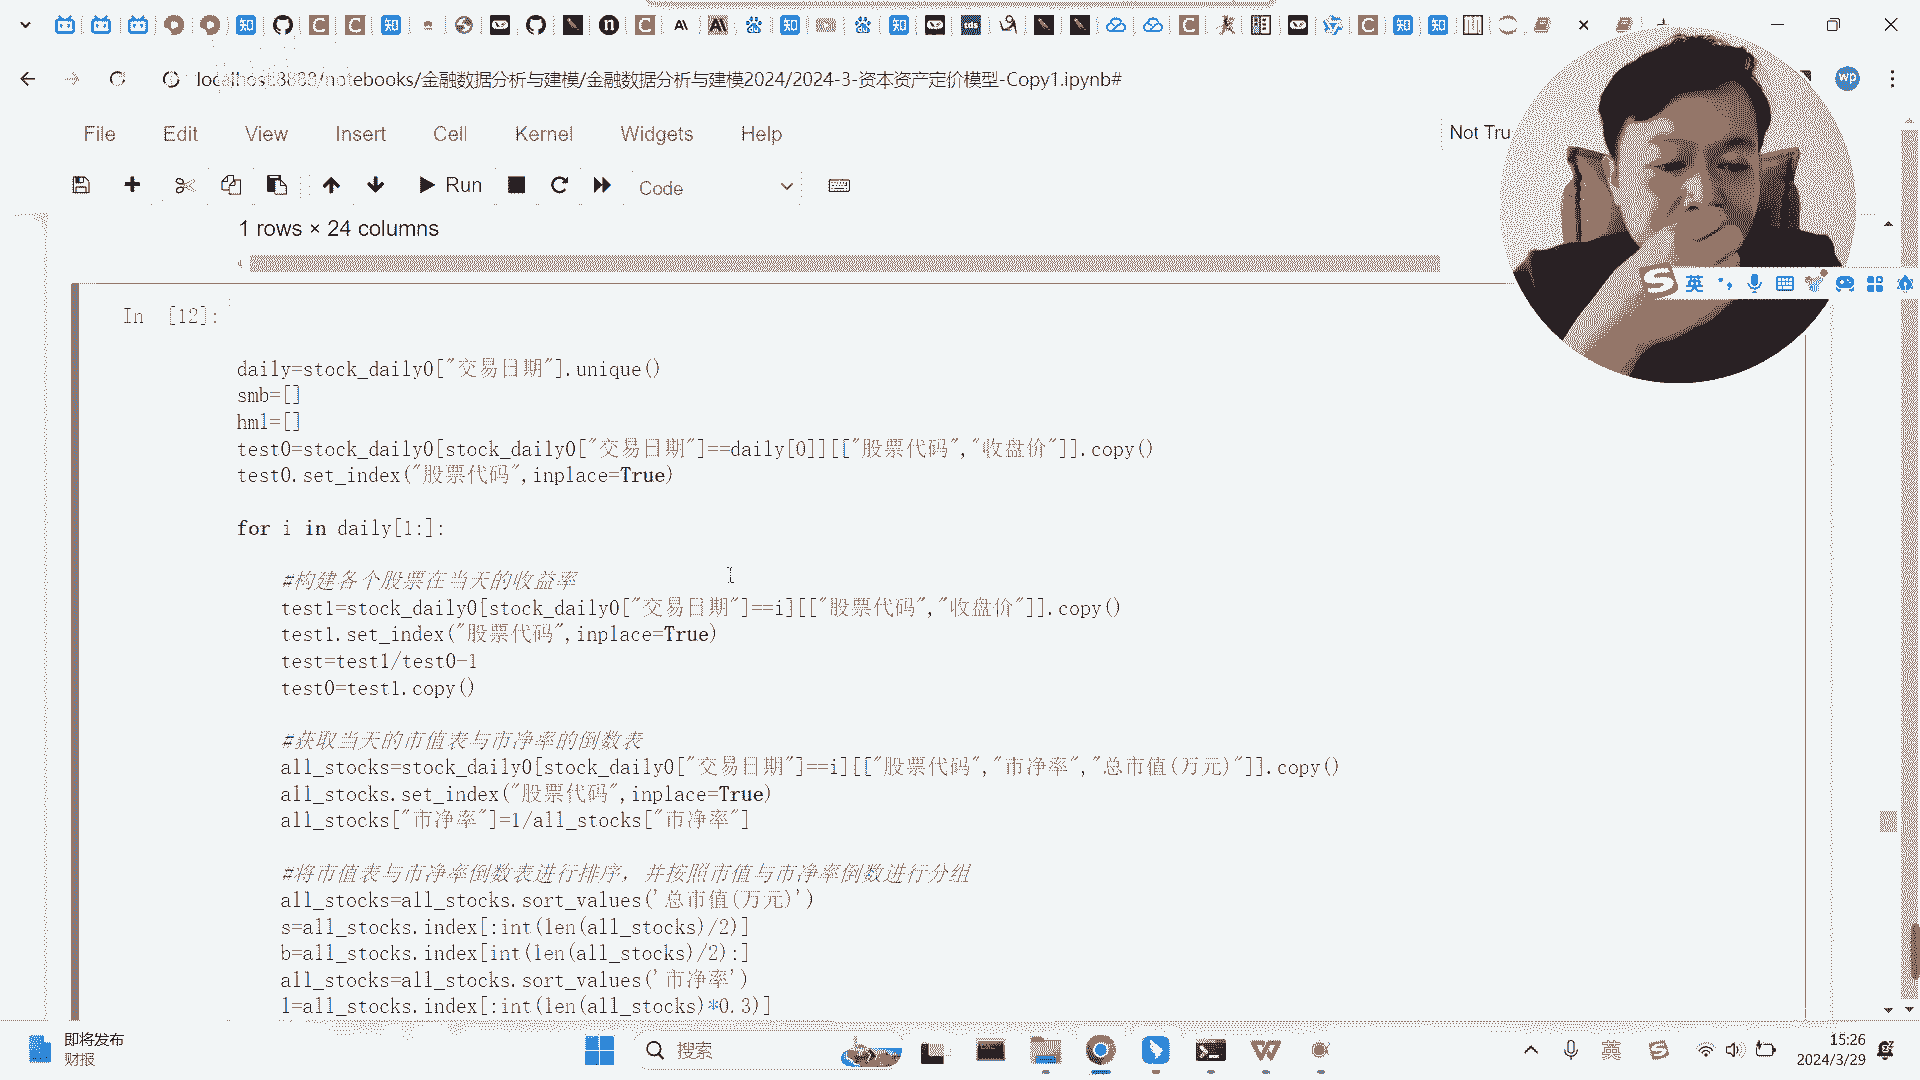 localhost:8888/notebooks/金融数据分析与建模/金融数据分析与建模2024/2024-3-资本资产定价模型-Copy1.ipynb#
wp
File Edit View Insert Cell Kernel Widgets Help
Not Tru
Run
Code
1 rows × 24 columns
英
In [12]:
daily=stock_daily0["交易日期"].unique()
smb=[]
hml=[]
test0=stock_daily0[stock_daily0["交易日期"]==daily[0]][["股票代码","收盘价"]].copy()
test0.set_index("股票代码",inplace=True)
for i in daily[1:]:
#构建各个股票在当天的收益率
test1=stock_daily0[stock_daily0["交易日期"]==i][["股票代码","收盘价"]].copy()
test1.set_index("股票代码",inplace=True)
test=test1/test0-1
test0=test1.copy()
#获取当天的市值表与市净率的倒数表
all_stocks=stock_daily0[stock_daily0["交易日期"]==i][["股票代码","市净率","总市值(万元)"]].copy()
all_stocks.set_index("股票代码",inplace=True)
all_stocks["市净率"]=1/all_stocks["市净率"]
#将市值表与市净率倒数表进行排序，并按照市值与市净率倒数进行分组
all_stocks=all_stocks.sort_values('总市值(万元)')
s=all_stocks.index[:int(len(all_stocks)/2)]
b=all_stocks.index[int(len(all_stocks)/2):]
all_stocks=all_stocks.sort_values('市净率')
l=all_stocks.index[:int(len(all_stocks)*0.3)]
即将发布
财报
搜索
英
15:26
2024/3/29